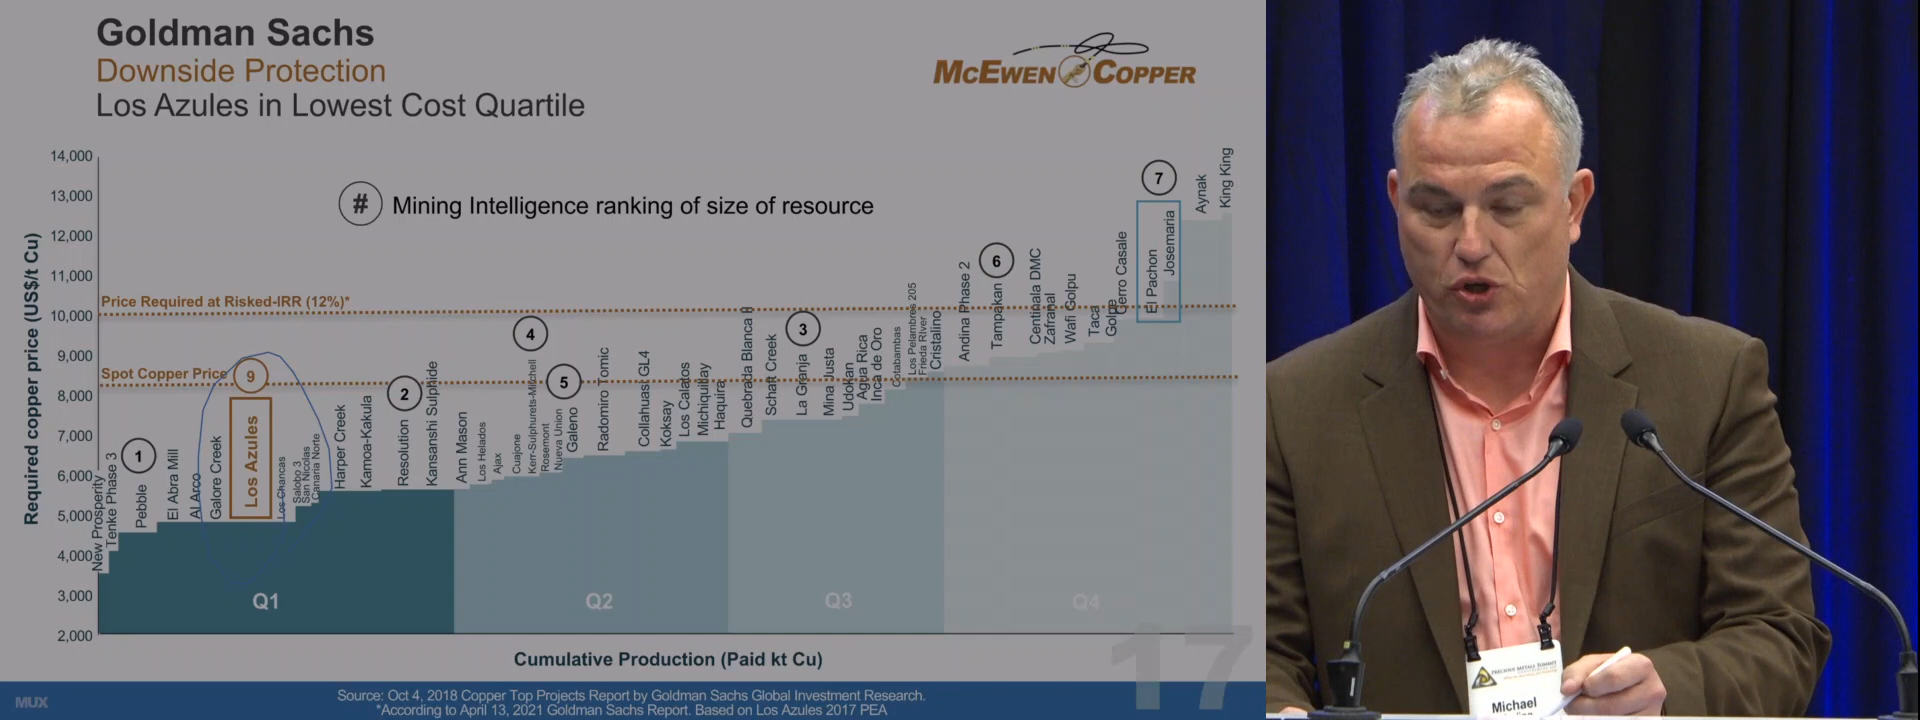 Goldman Sachs
Downside Protection
Los Azules in Lowest Cost Quartile
McEWEN COPPER
# Mining Intelligence ranking of size of resource
Required copper price (US$/t Cu)
14,000
13,000
12,000
11,000
10,000
9,000
8,000
7,000
6,000
5,000
4,000
3,000
2,000
Price Required at Risked-IRR (12%)*
Spot Copper Price
New Prosperity
Tenke Phase 3
1
Pebble
El Abra Mill
Al Arco
Galore Creek
9
Los Azules
Los Chancas
Salobo 3
San Nicolas
Canaria Norte
Harper Creek
Kamoa-Kakula
2
Resolution
Kansanshi Sulphide
Ann Mason
Los Helados
Ajax
Cuajone
4
Kerr-Sulphurets-Mitchell
Rosemont
Nueva Union
5
Galeno
Radomiro Tomic
Collahuasi GL4
Koksay
Los Calatos
Michiquillay
Haquira
Quebrada Blanca II
Schaft Creek
3
La Granja
Mina Justa
Udokan
Agua Rica
Inca de Oro
Cotabambas
Los Pelambres 205
Frieda River
Cristalino
Andina Phase 2
6
Tampakan
Centinala DMC
Zafranal
Wafi Golpu
Taca
Golpe
Cerro Casale
7
El Pachon
Josemaria
Aynak
King King
Q1
Q2
Q3
Q4
Cumulative Production (Paid kt Cu)
17
MUX
Source: Oct 4, 2018 Copper Top Projects Report by Goldman Sachs Global Investment Research.
*According to April 13, 2021 Goldman Sachs Report. Based on Los Azules 2017 PEA
PRECIOUS METALS SUMMIT
Michael